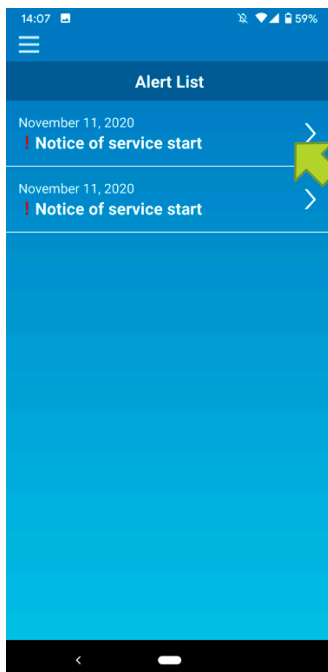 14:07
59%
Alert List
November 11, 2020
! Notice of service start
November 11, 2020
! Notice of service start